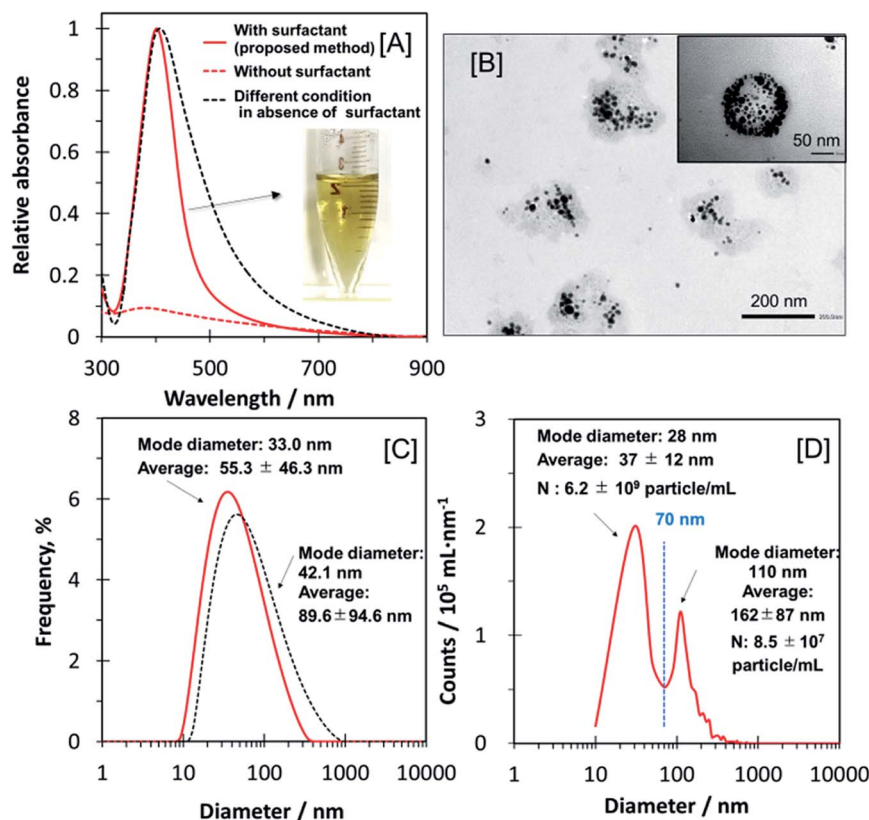 [A]
With surfactant
(proposed method)
Without surfactant
Different condition
in absence of surfactant
Relative absorbance
1
0.8
0.6
0.4
0.2
0
300 500 700 900
Wavelength / nm
2
[B]
50 nm
200 nm
[C]
Mode diameter: 33.0 nm
Average: 55.3 ± 46.3 nm
Mode diameter:
42.1 nm
Average:
89.6±94.6 nm
Frequency, %
8
6
4
2
0
1 10 100 1000 10000
Diameter / nm
[D]
Mode diameter: 28 nm
Average: 37 ± 12 nm
N : 6.2 ± 10⁹ particle/mL
70 nm
Mode diameter:
110 nm
Average:
162±87 nm
N: 8.5 ± 10⁷
particle/mL
Counts / 10⁵ mL·nm⁻¹
3
2
1
0
1 10 100 1000 10000
Diameter / nm